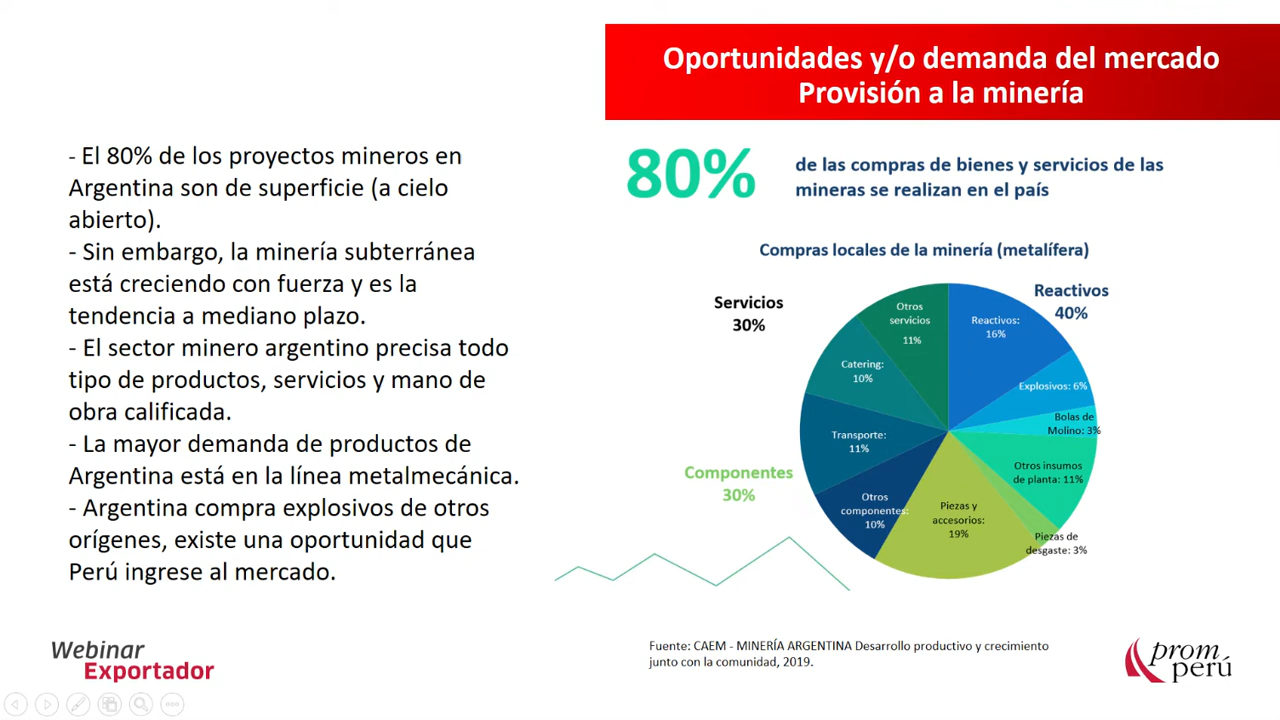 Oportunidades y/o demanda del mercado
Provisión a la minería
- El 80% de los proyectos mineros en
Argentina son de superficie (a cielo
abierto).
- Sin embargo, la minería subterránea
está creciendo con fuerza y es la
tendencia a mediano plazo.
- El sector minero argentino precisa todo
tipo de productos, servicios y mano de
obra calificada.
- La mayor demanda de productos de
Argentina está en la línea metalmecánica.
- Argentina compra explosivos de otros
orígenes, existe una oportunidad que
Perú ingrese al mercado.
80%
de las compras de bienes y servicios de las
mineras se realizan en el país
Compras locales de la minería (metalífera)
Servicios
30%
Reactivos
40%
Componentes
30%
Otros
servicios
11%
Reactivos:
16%
Explosivos: 6%
Bolas de
Molino: 3%
Otros insumos
de planta: 11%
Piezas de
desgaste: 3%
Piezas y
accesorios:
19%
Otros
componentes:
10%
Transporte:
11%
Catering:
10%
Fuente: CAEM - MINERÍA ARGENTINA Desarrollo productivo y crecimiento
junto con la comunidad, 2019.
Webinar
Exportador
prom
perú